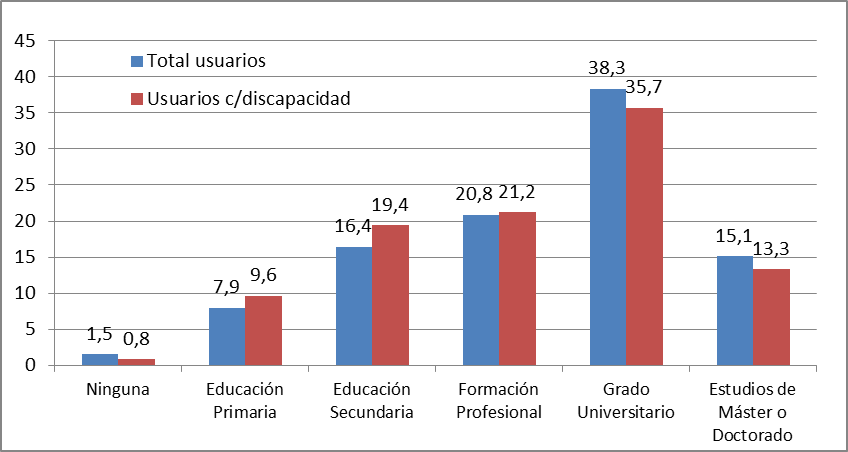 45
40
35
30
25
20
15
10
5
0
Total usuarios
Usuarios c/discapacidad
1,5
0,8
7,9
9,6
16,4
19,4
20,8
21,2
38,3
35,7
15,1
13,3
Ninguna
Educación
Primaria
Educación
Secundaria
Formación
Profesional
Grado
Universitario
Estudios de
Máster o
Doctorado